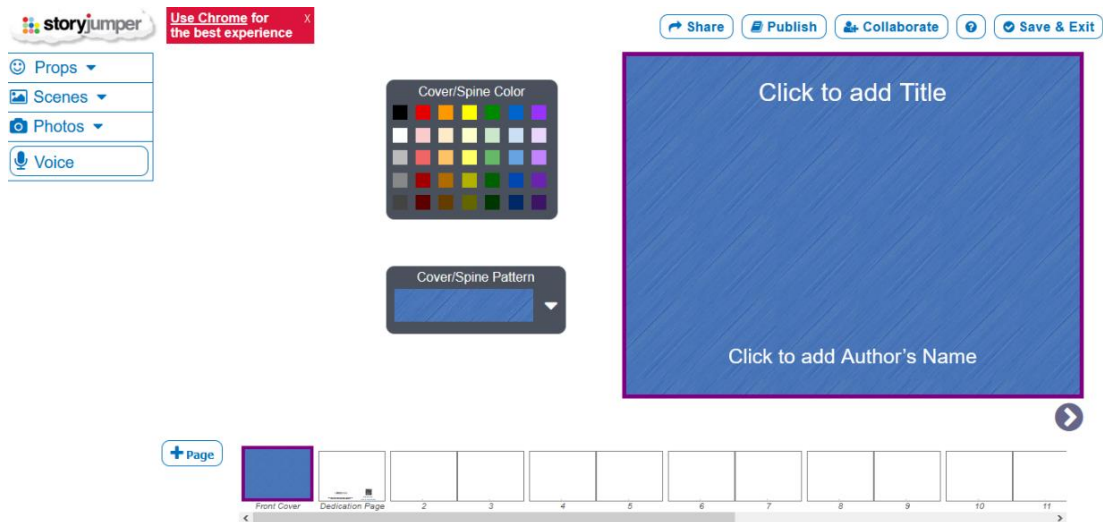 storyjumper
Use Chrome for
the best experience
X
Share
Publish
Collaborate
?
Save & Exit
Props
Scenes
Photos
Voice
Cover/Spine Color
Cover/Spine Pattern
Click to add Title
Click to add Author's Name
+ Page
Front Cover
Dedication Page
2
3
4
5
6
7
8
9
10
11